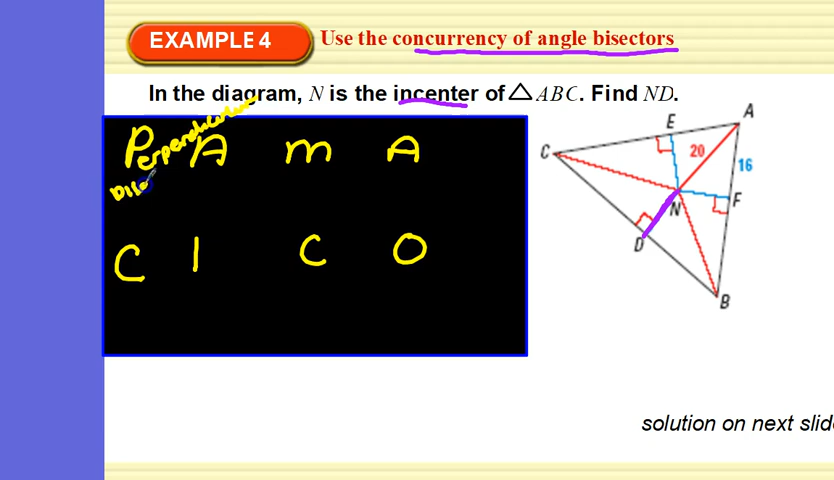 EXAMPLE 4 Use the concurrency of angle bisectors
In the diagram, N is the incenter of △ABC. Find ND.
Perpendicular A m A
Bise
C I C O
A
E
C
20
16
N
F
D
B
solution on next slid